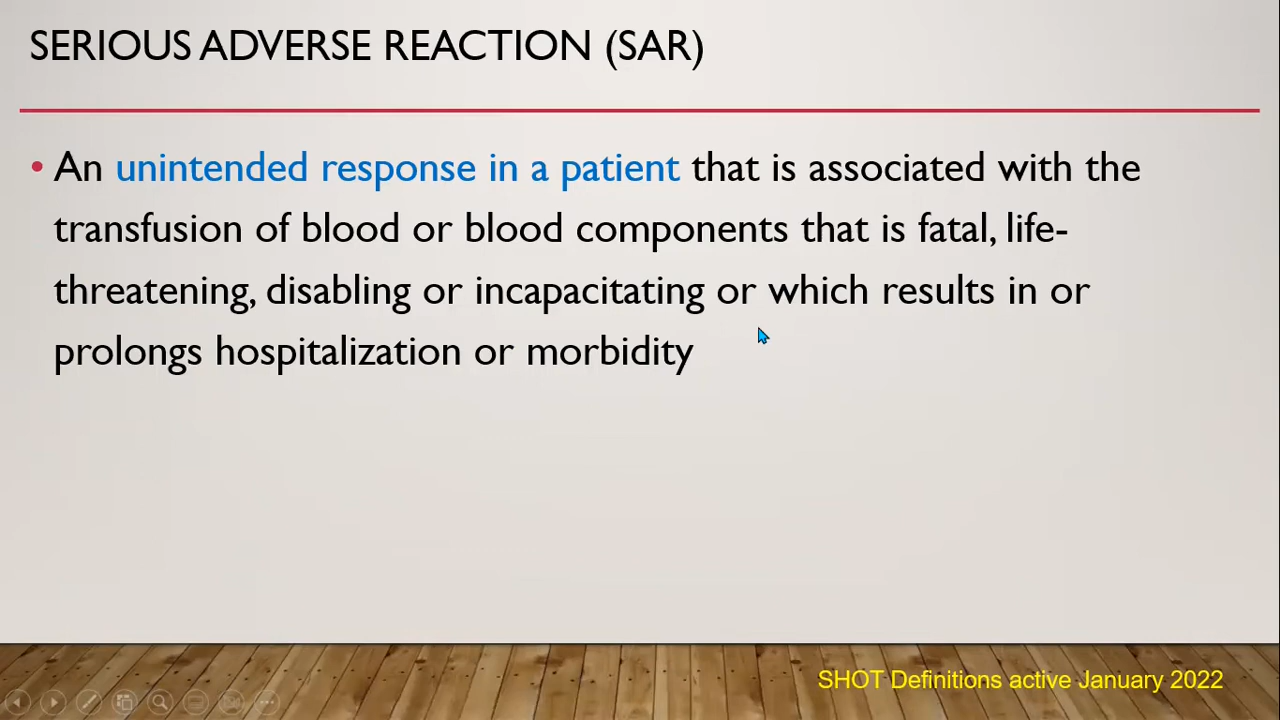 SERIOUS ADVERSE REACTION (SAR)
• An unintended response in a patient that is associated with the
transfusion of blood or blood components that is fatal, life-
threatening, disabling or incapacitating or which results in or
prolongs hospitalization or morbidity
SHOT Definitions active January 2022